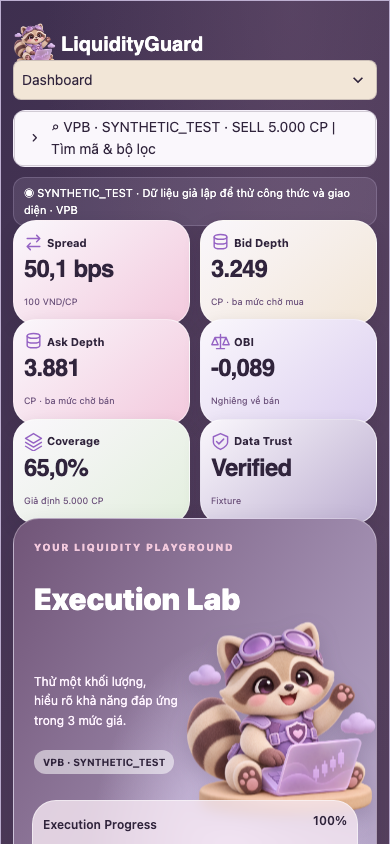 LiquidityGuard
Dashboard
⌕ VPB · SYNTHETIC_TEST · SELL 5.000 CP |
Tìm mã & bộ lọc
◉ SYNTHETIC_TEST · Dữ liệu giả lập để thử công thức và giao
diện · VPB
Spread
50,1 bps
100 VND/CP
Bid Depth
3.249
CP · ba mức chờ mua
Ask Depth
3.881
CP · ba mức chờ bán
OBI
-0,089
Nghiêng về bán
Coverage
65,0%
Giả định 5.000 CP
Data Trust
Verified
Fixture
YOUR LIQUIDITY PLAYGROUND
Execution Lab
Thử một khối lượng,
hiểu rõ khả năng đáp ứng
trong 3 mức giá.
VPB · SYNTHETIC_TEST
Execution Progress
100%